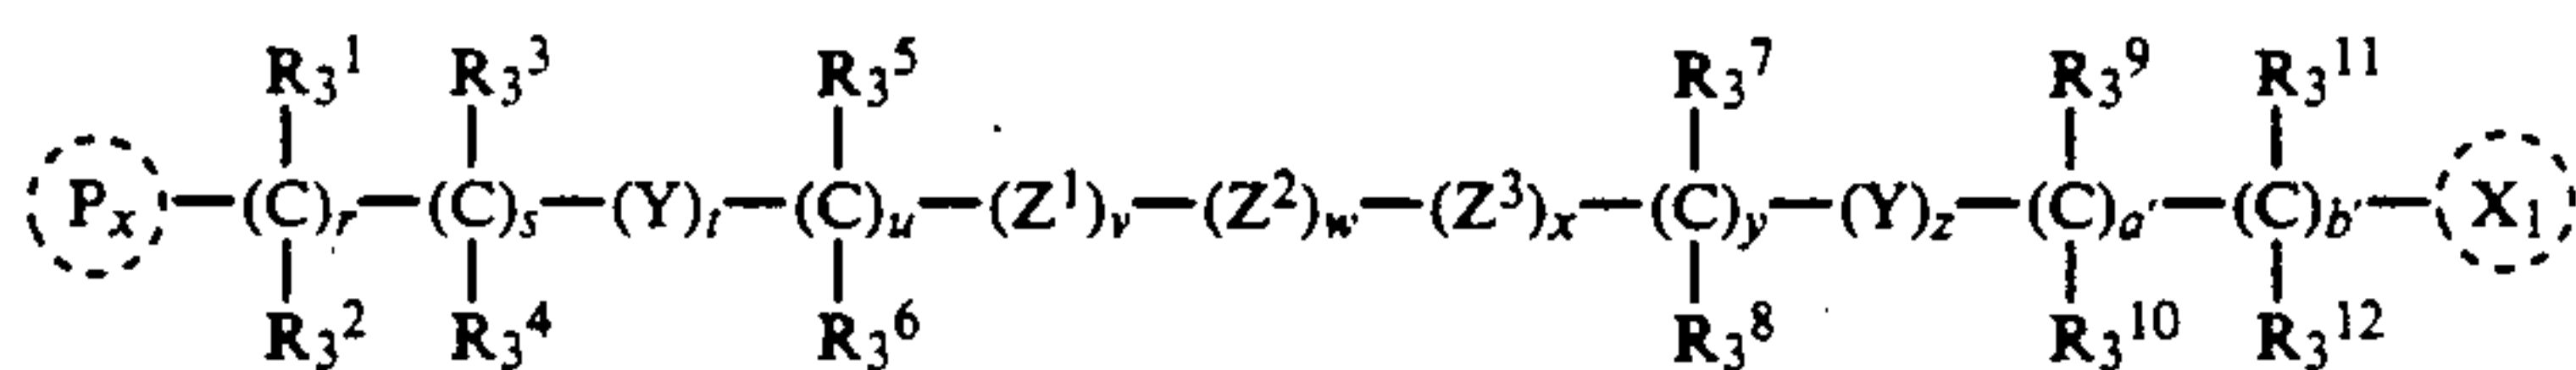 R₃¹ R₃³ R₃⁵ R₃⁷ R₃⁹ R₃¹¹
Pₓ—(C)ᵣ—(C)ₛ—(Y)ₜ—(C)ᵤ—(Z¹)ᵥ—(Z²)w—(Z³)ₓ—(C)y—(Y)z—(C)a'—(C)b'—X₁
R₃² R₃⁴ R₃⁶ R₃⁸ R₃¹⁰ R₃¹²